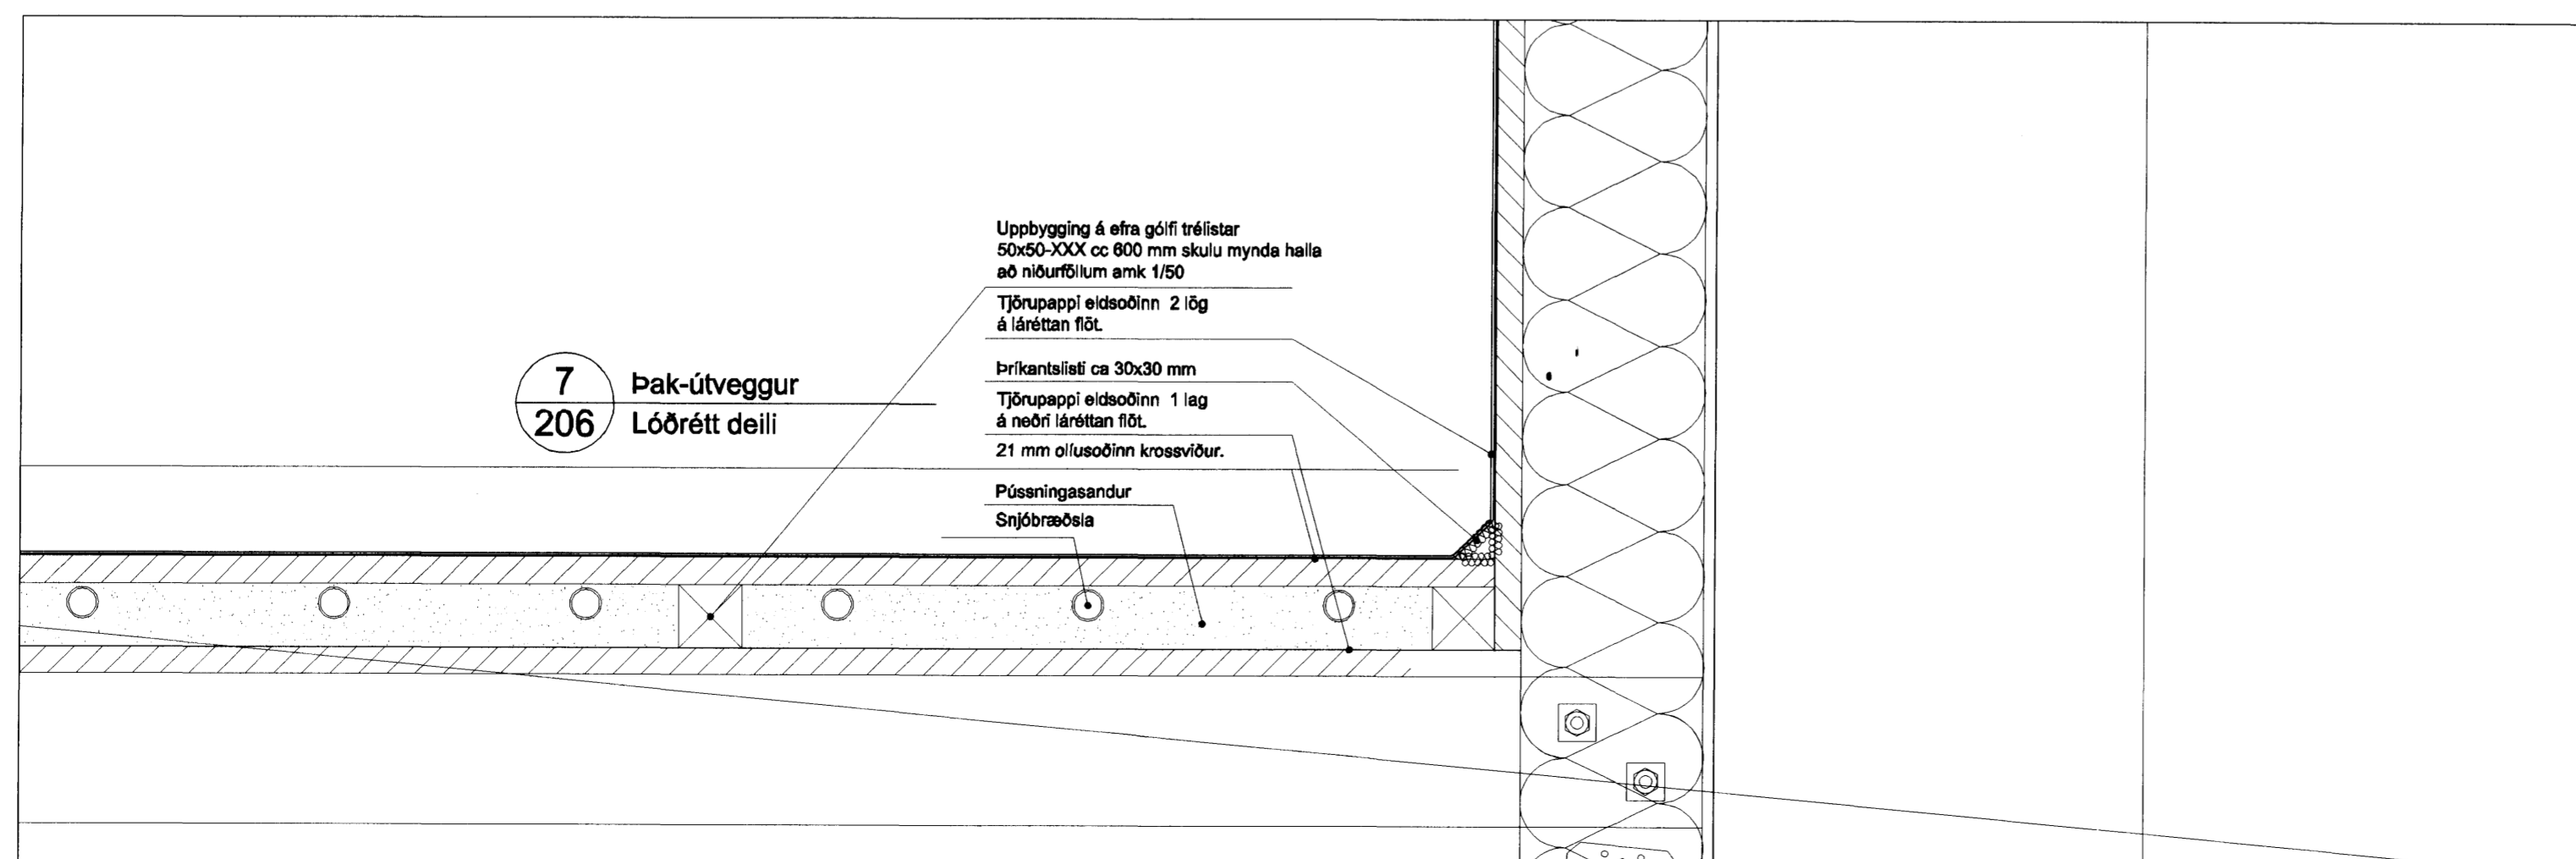 Uppbygging á efra gólfi trélistar
50x50-XXX cc 600 mm skulu mynda halla
að niðurföllum amk 1/50
Tjörupappi eldsoðinn 2 lög
á láréttan flöt.
Þríkantslisti ca 30x30 mm
Tjörupappi eldsoðinn 1 lag
á neðri láréttan flöt.
21 mm olíusoðinn krossviður.
Pússningasandur
Snjóbræðsla
7 Þak-útveggur
206 Lóðrétt deili